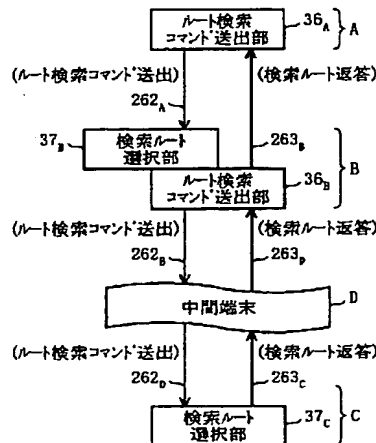 ルート検索
コマンド送出部
36A
A
(ルート検索コマンド送出)
(検索ルート返答)
262A
263B
37B
検索ルート
選択部
ルート検索
コマンド送出部
36B
B
(ルート検索コマンド送出)
(検索ルート返答)
262B
263D
中間端末
D
(ルート検索コマンド送出)
(検索ルート返答)
262D
263C
検索ルート
選択部
37C
C